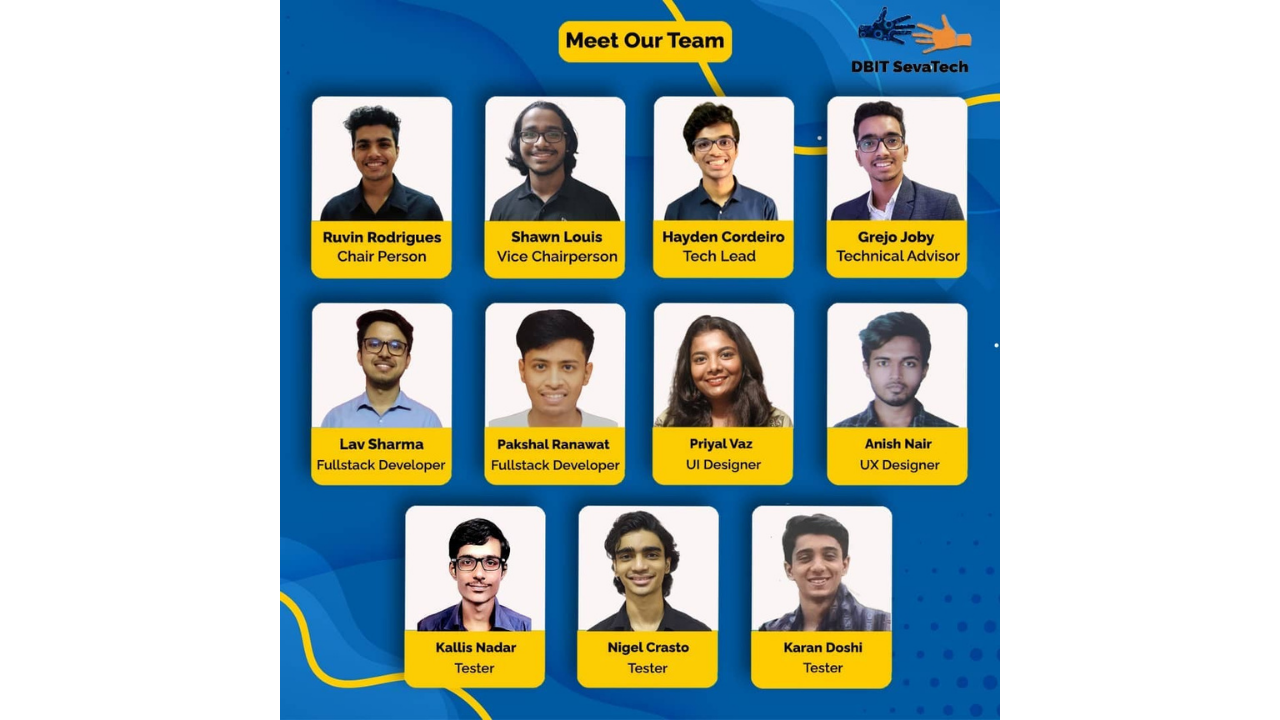 Meet Our Team
DBIT SevaTech
Ruvin Rodrigues
Chair Person
Shawn Louis
Vice Chairperson
Hayden Cordeiro
Tech Lead
Grejo Joby
Technical Advisor
Lav Sharma
Fullstack Developer
Pakshal Ranawat
Fullstack Developer
Priyal Vaz
UI Designer
Anish Nair
UX Designer
Kallis Nadar
Tester
Nigel Crasto
Tester
Karan Doshi
Tester